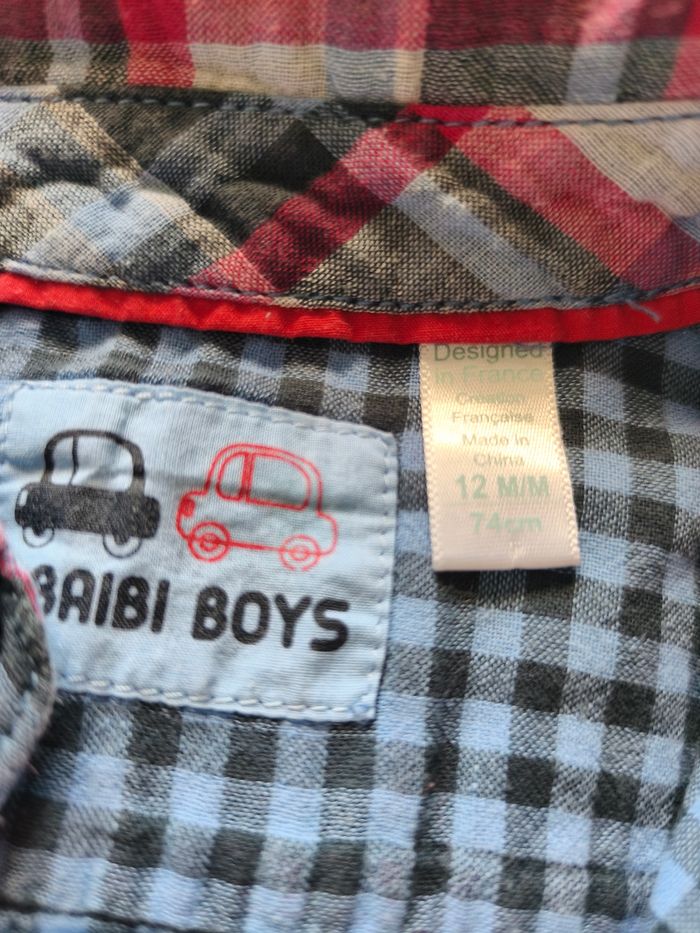 BAIBI BOYS
Designed
in France
Création
Française
Made in
China
12 M/M
74cm